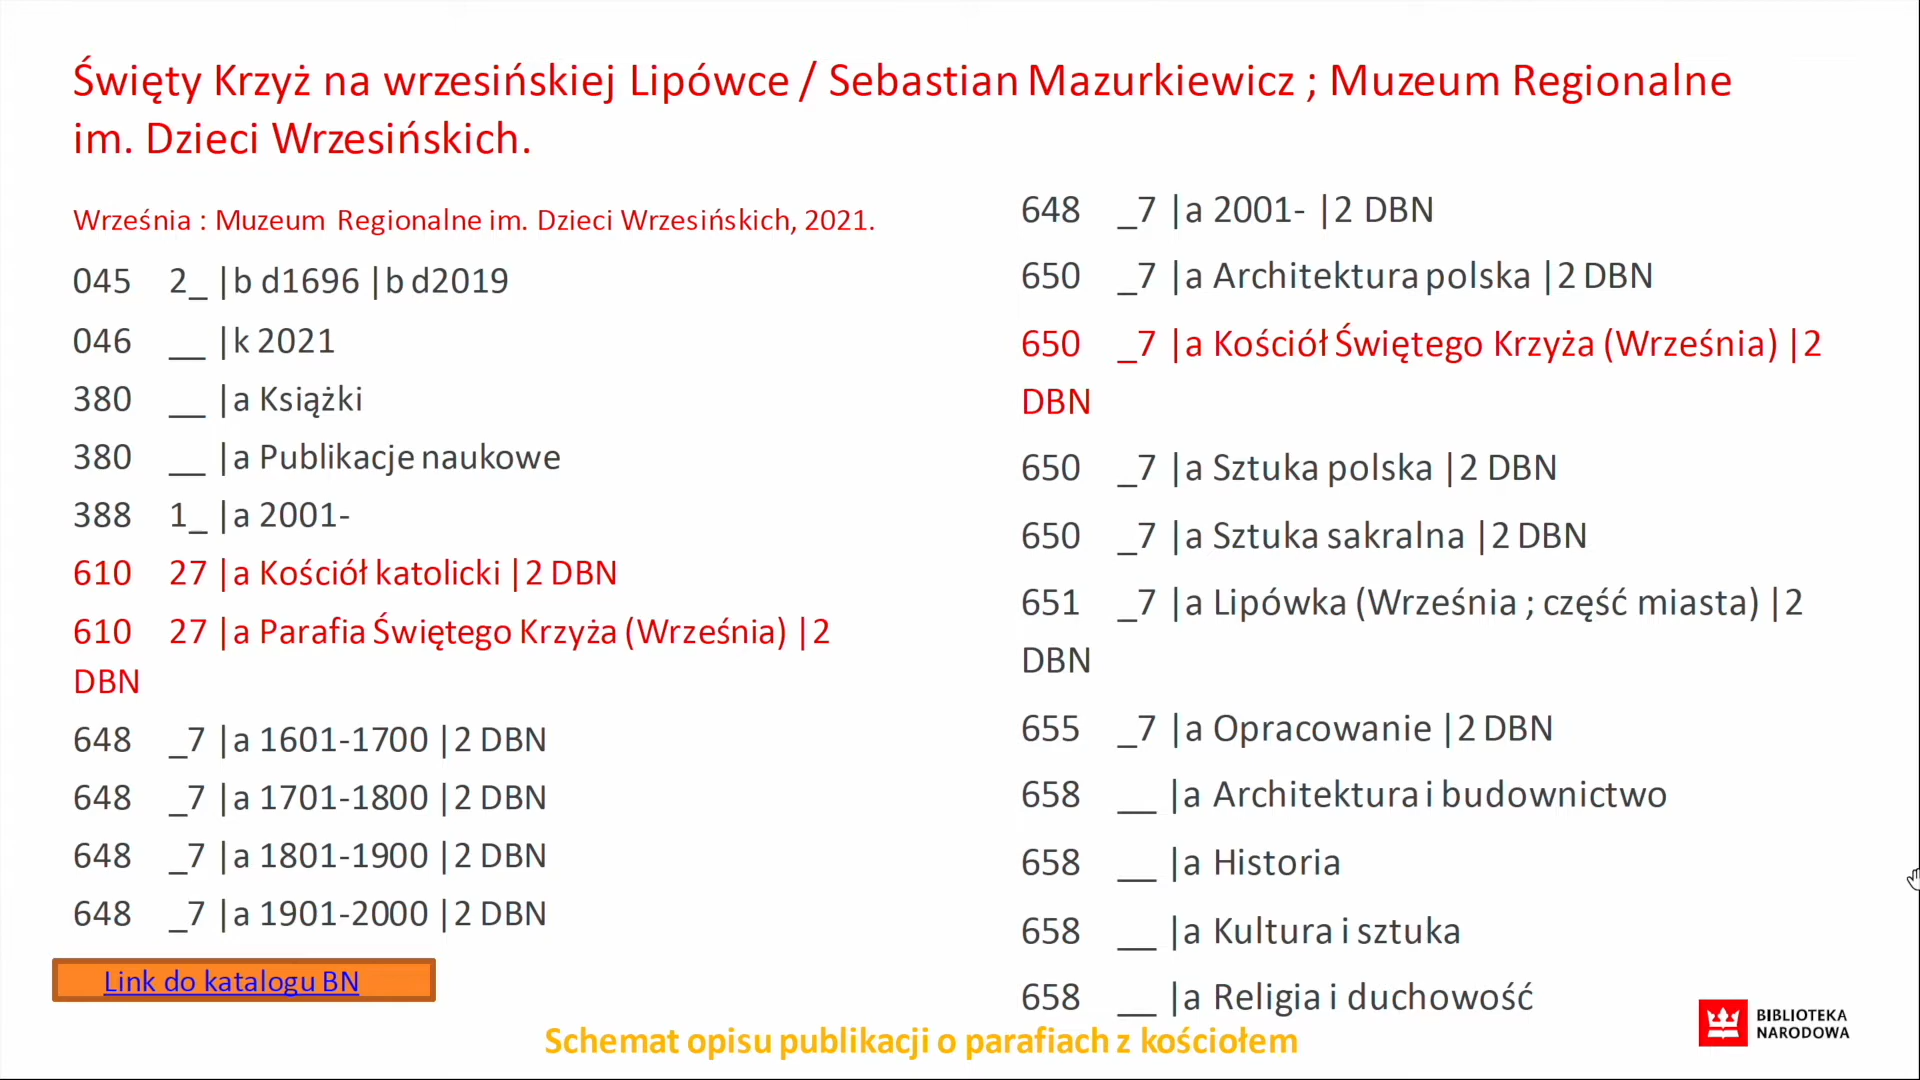 Święty Krzyż na wrzesińskiej Lipówce / Sebastian Mazurkiewicz ; Muzeum Regionalne
im. Dzieci Wrzesińskich.
Września : Muzeum Regionalne im. Dzieci Wrzesińskich, 2021.
045 2_ |b d1696 |b d2019
046 __ |k 2021
380 __ |a Książki
380 __ |a Publikacje naukowe
388 1_ |a 2001-
610 27 |a Kościół katolicki |2 DBN
610 27 |a Parafia Świętego Krzyża (Września) |2
DBN
648 _7 |a 1601-1700 |2 DBN
648 _7 |a 1701-1800 |2 DBN
648 _7 |a 1801-1900 |2 DBN
648 _7 |a 1901-2000 |2 DBN
Link do katalogu BN
648 _7 |a 2001- |2 DBN
650 _7 |a Architektura polska |2 DBN
650 _7 |a Kościół Świętego Krzyża (Września) |2
DBN
650 _7 |a Sztuka polska |2 DBN
650 _7 |a Sztuka sakralna |2 DBN
651 _7 |a Lipówka (Września ; część miasta) |2
DBN
655 _7 |a Opracowanie |2 DBN
658 __ |a Architektura i budownictwo
658 __ |a Historia
658 __ |a Kultura i sztuka
658 __ |a Religia i duchowość
Schemat opisu publikacji o parafiach z kościołem
BIBLIOTEKA
NARODOWA